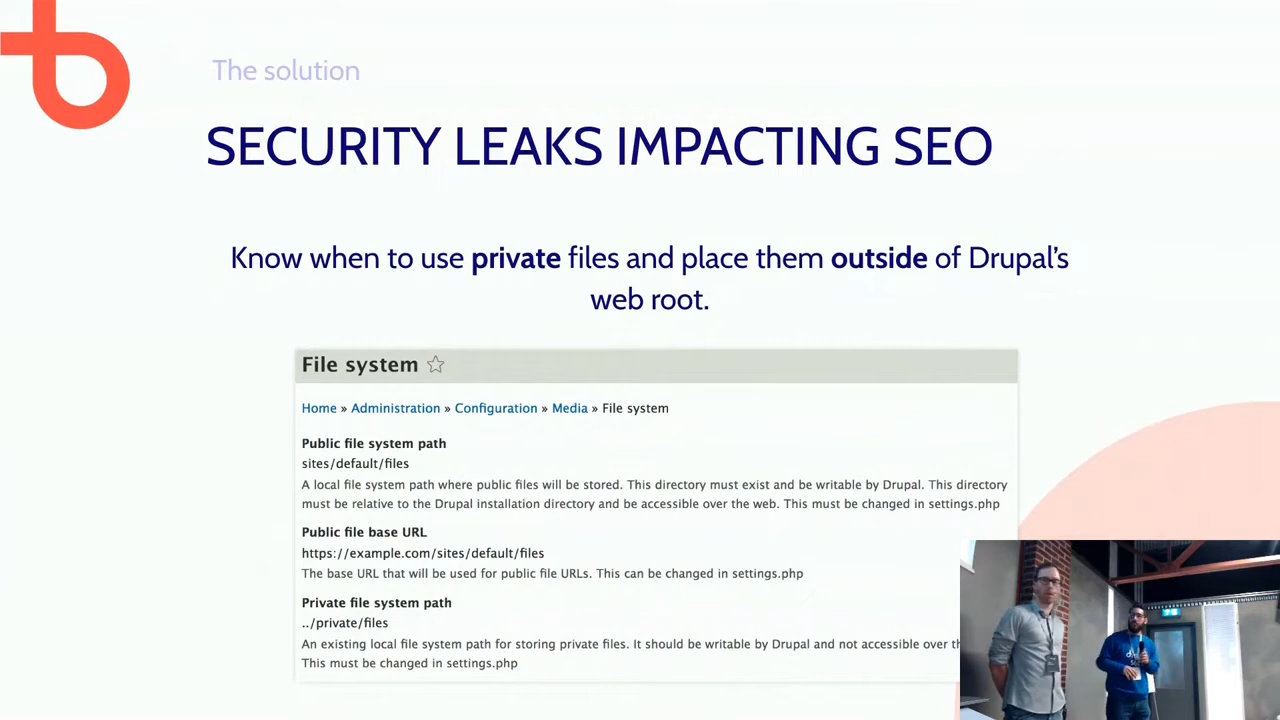 The solution
SECURITY LEAKS IMPACTING SEO
Know when to use private files and place them outside of Drupal's
web root.
File system
Home » Administration » Configuration » Media » File system
Public file system path
sites/default/files
A local file system path where public files will be stored. This directory must exist and be writable by Drupal. This directory
must be relative to the Drupal installation directory and be accessible over the web. This must be changed in settings.php
Public file base URL
https://example.com/sites/default/files
The base URL that will be used for public file URLs. This can be changed in settings.php
Private file system path
../private/files
An existing local file system path for storing private files. It should be writable by Drupal and not accessible over
This must be changed in settings.php